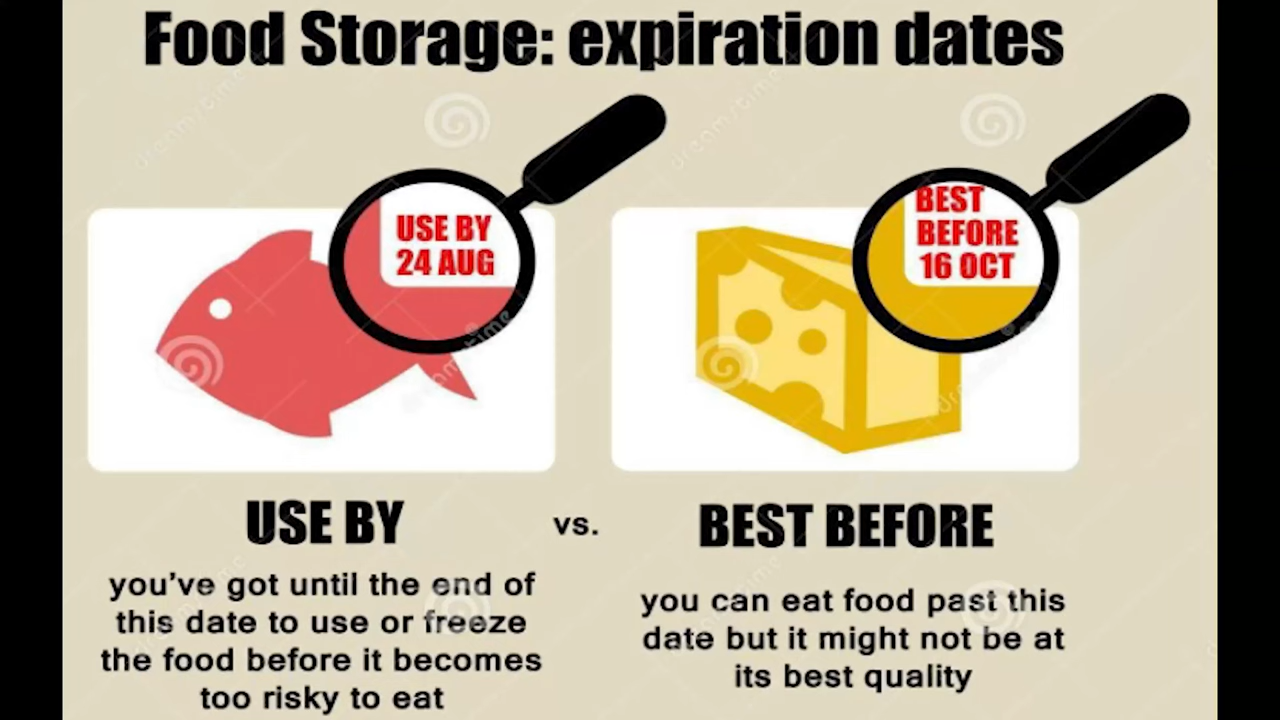 Food Storage: expiration dates
USE BY
24 AUG
BEST
BEFORE
16 OCT
USE BY
vs.
BEST BEFORE
you've got until the end of
this date to use or freeze
the food before it becomes
too risky to eat
you can eat food past this
date but it might not be at
its best quality
dreamstime
dreamstime